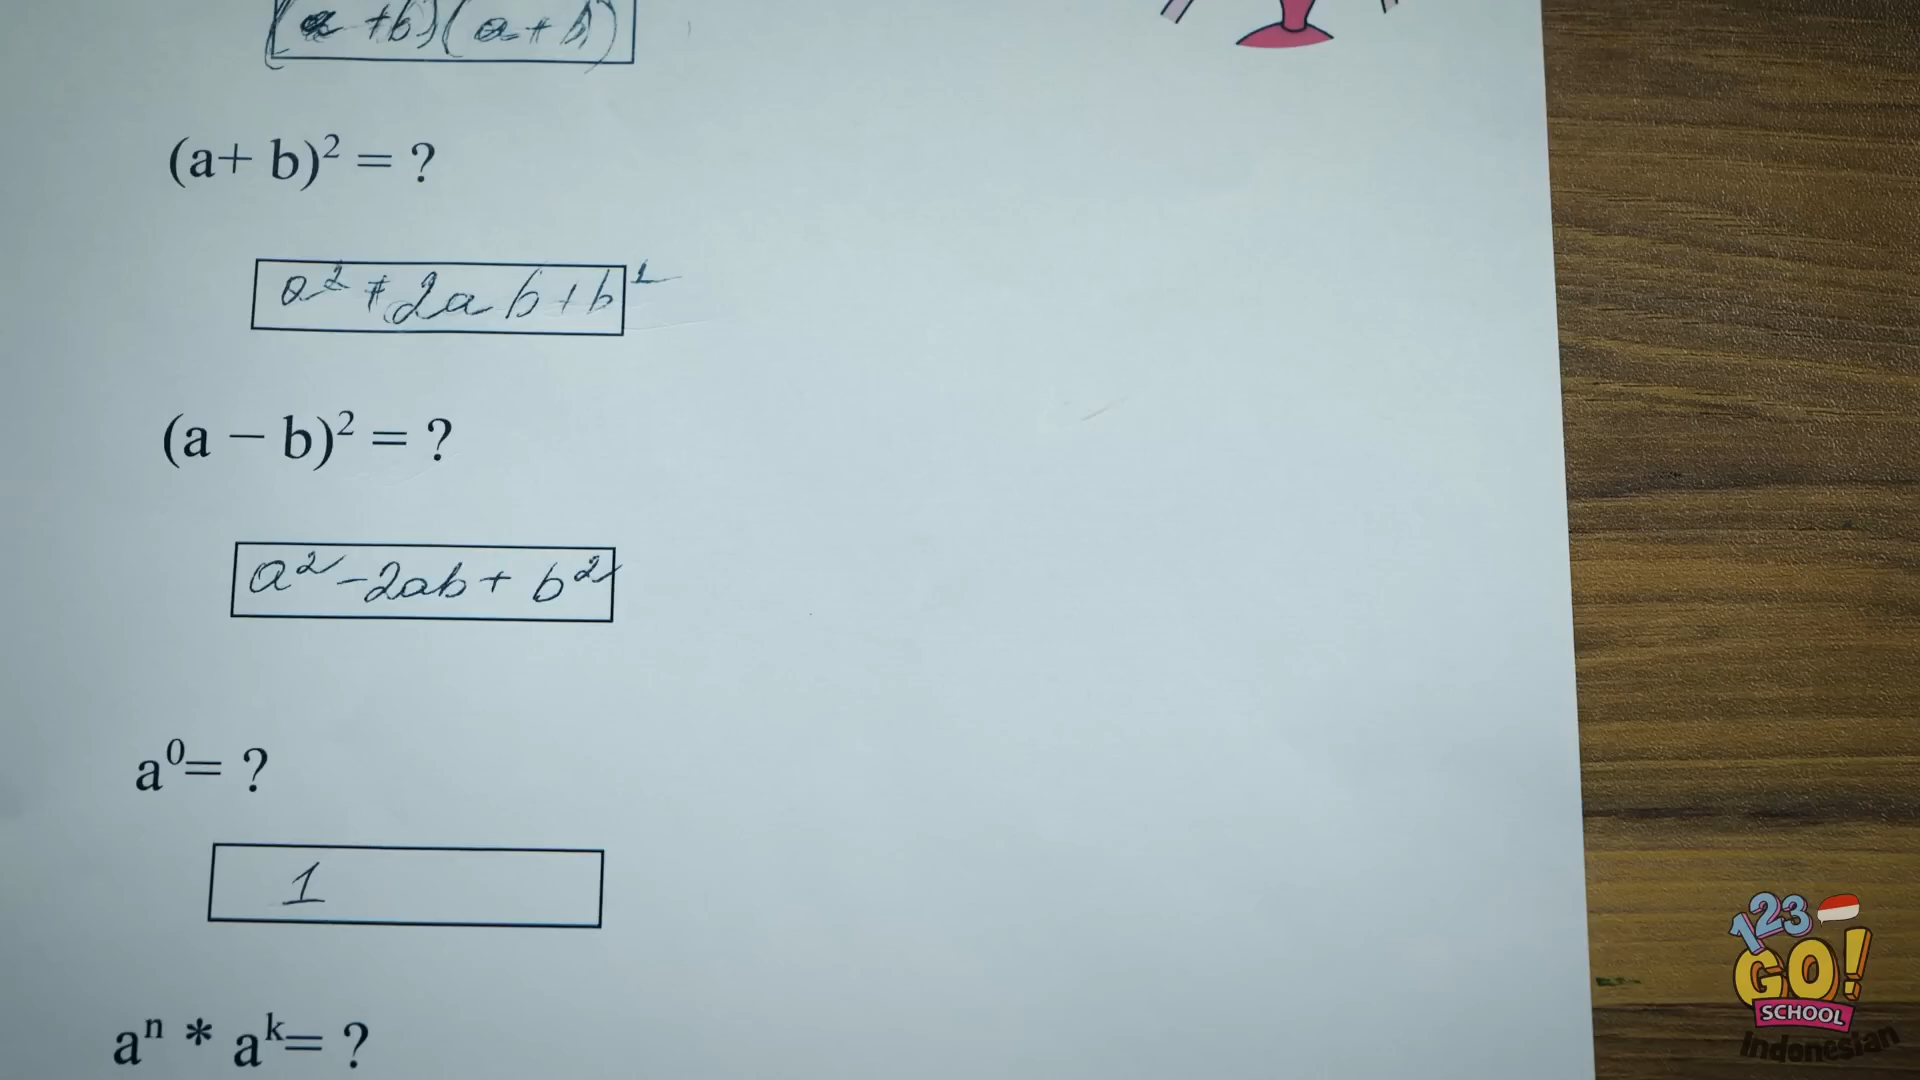 (a +b)(a+b)
(a+ b)² = ?
a² + 2ab+b²
(a − b)² = ?
a² -2ab+ b²
a⁰= ?
1
aⁿ * aᵏ= ?
123
GO!
SCHOOL
Indonesian